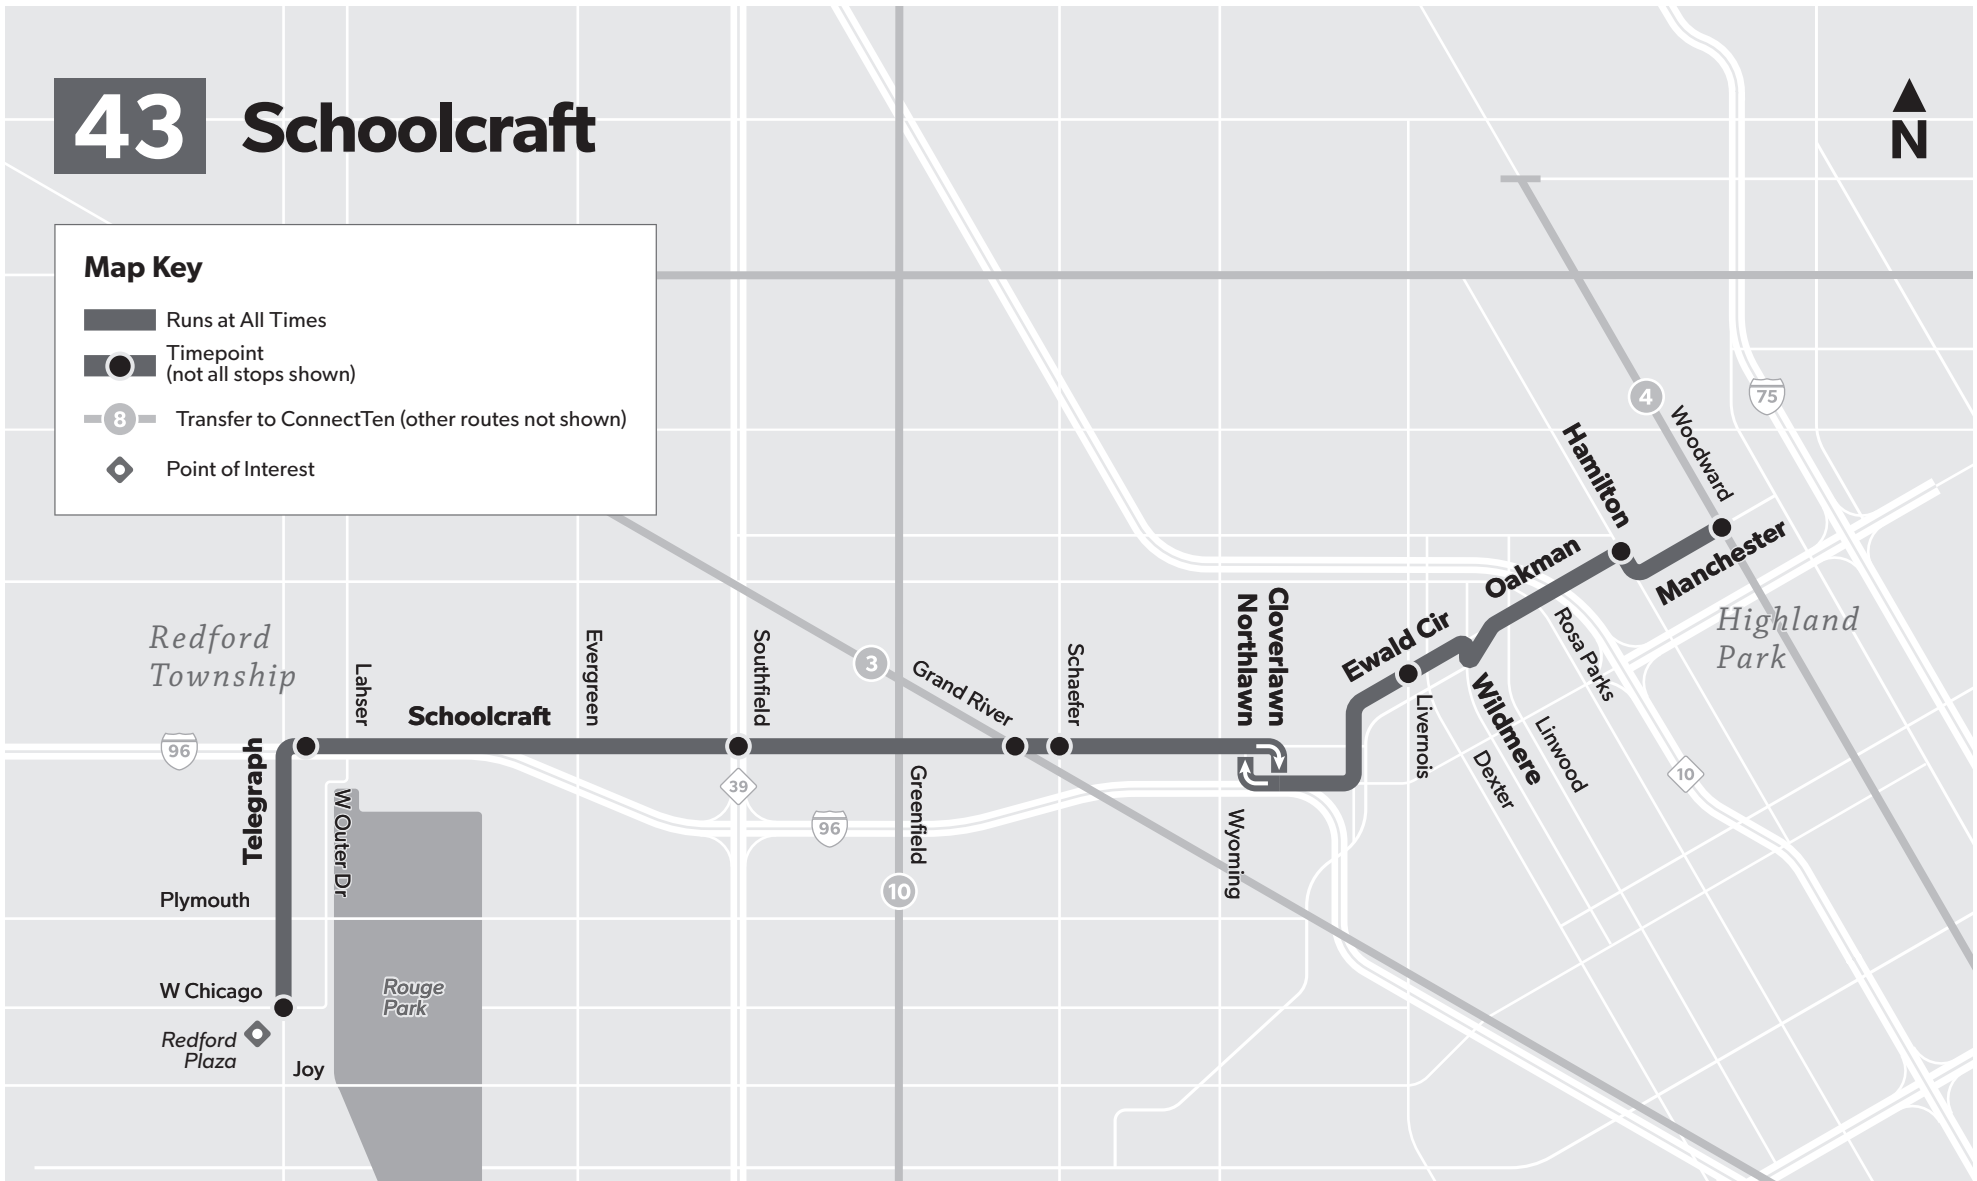 43 Schoolcraft
N
Map Key
Runs at All Times
Timepoint
(not all stops shown)
8 Transfer to ConnectTen (other routes not shown)
Point of Interest
4
75
Woodward
Hamilton
Manchester
Oakman
Highland
Park
Rosa Parks
Cloverlawn
Northlawn
Ewald Cir
Wildmere
Livernois
Linwood
Dexter
10
Redford
Township
Lahser
Schoolcraft
Evergreen
Southfield
3
Grand River
Schaefer
96
Telegraph
39
96
Greenfield
10
Wyoming
W Outer Dr
Plymouth
W Chicago
Rouge
Park
Redford
Plaza
Joy